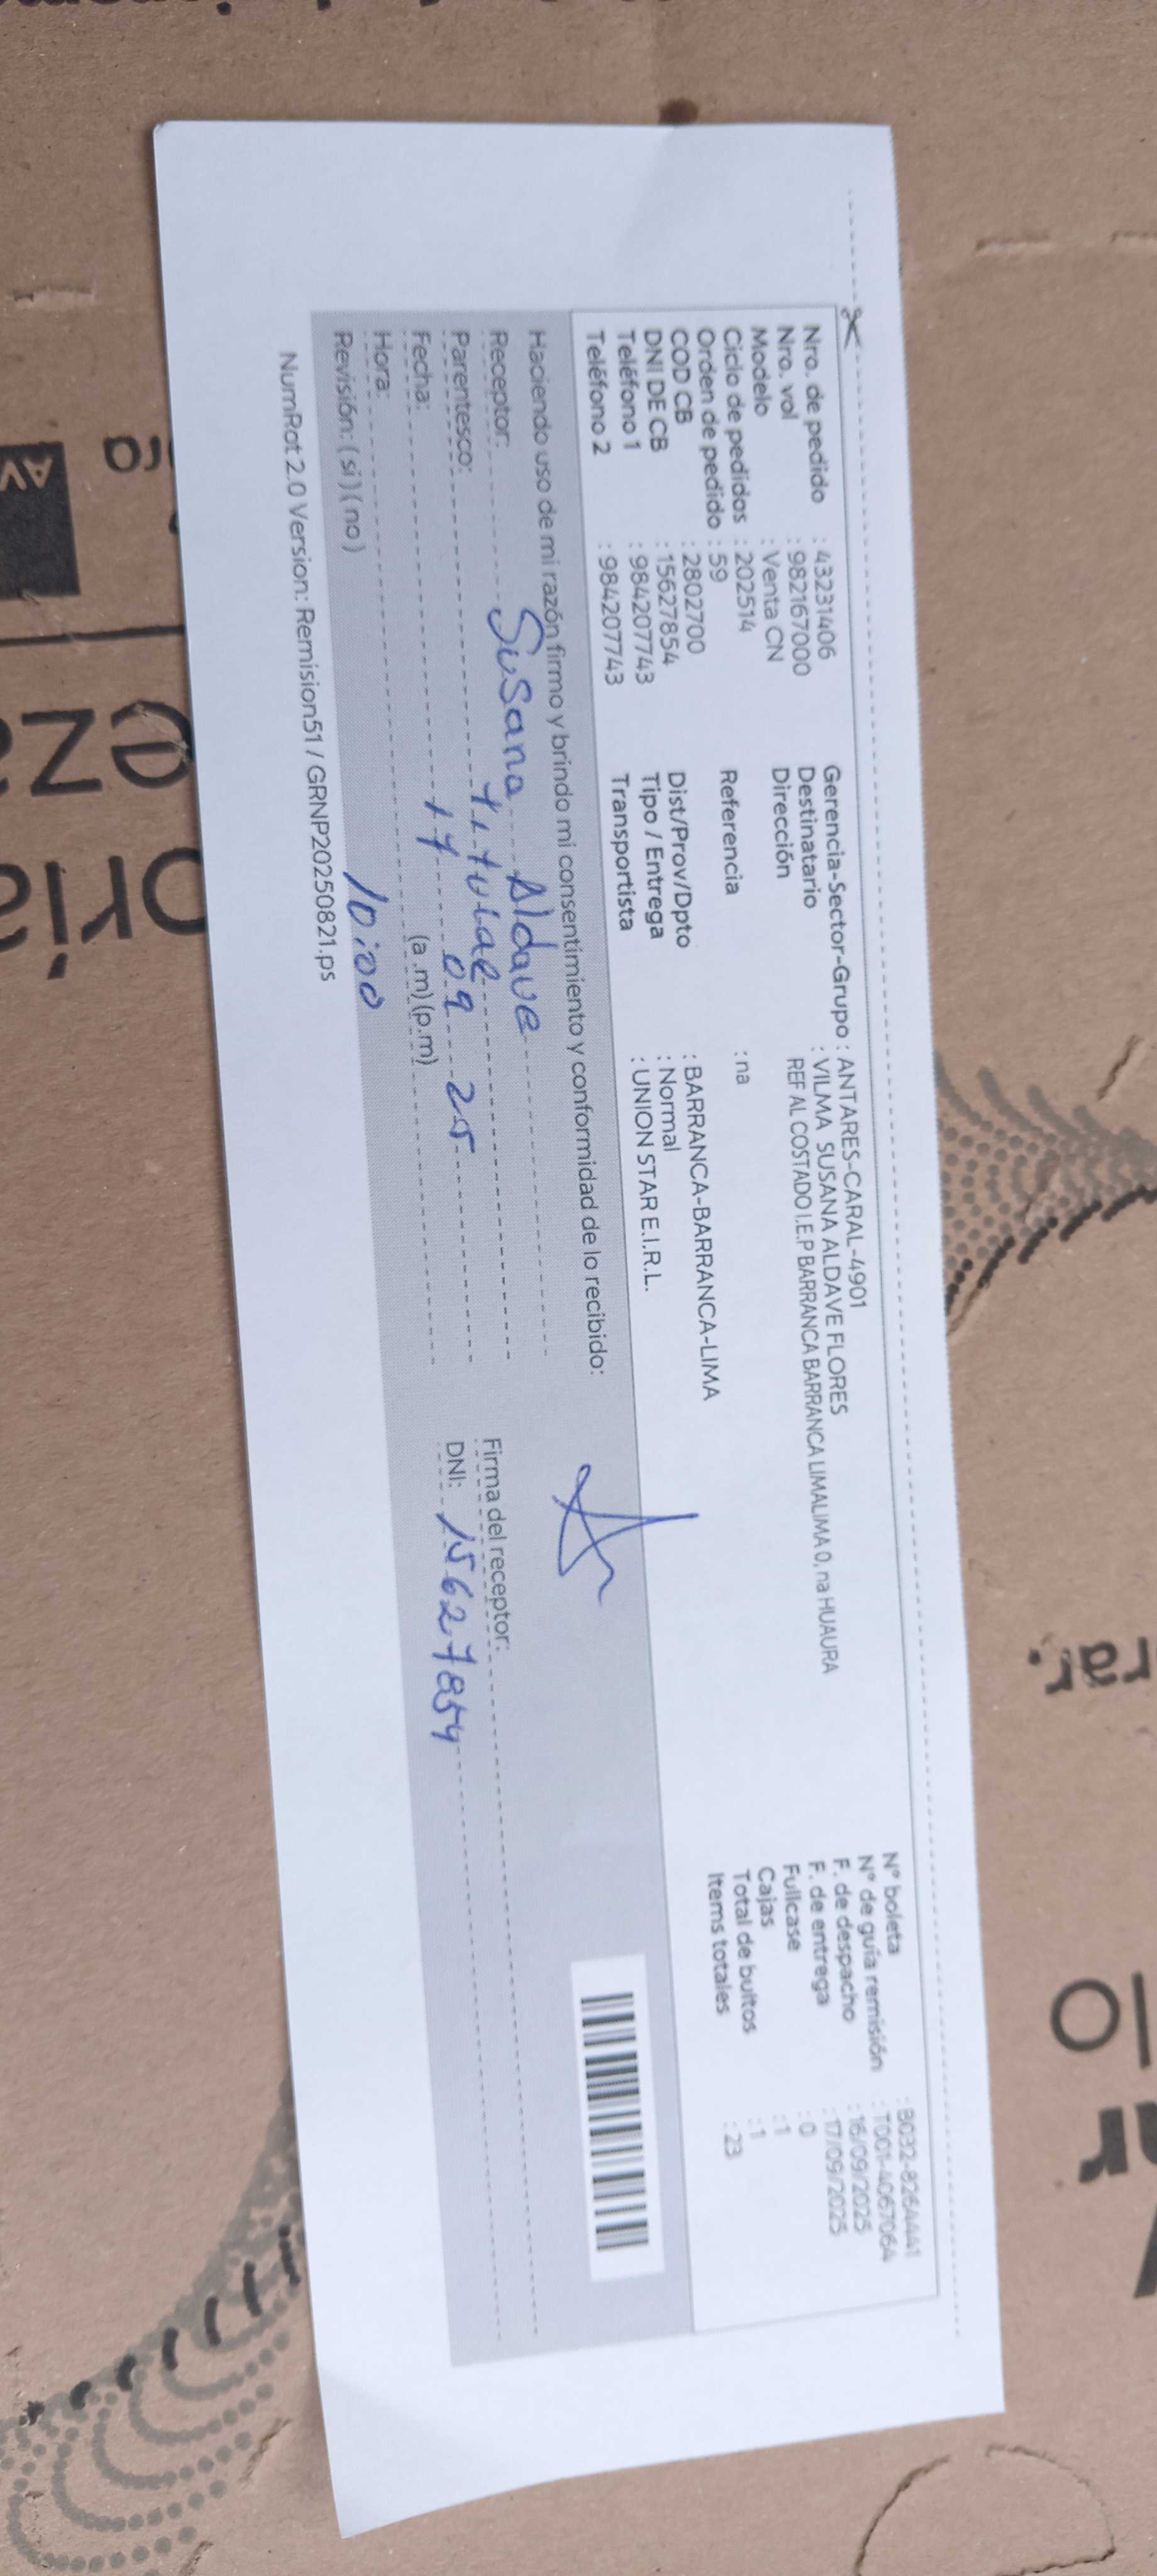 Nro. de pedido : 43231406
Nro. vol : 982167000
Modelo : Venta CN
Ciclo de pedidos : 202514
Orden de pedido : 59
COD CB : 2802700
DNI DE CB : 15627854
Teléfono 1 : 984207743
Teléfono 2 : 984207743
Gerencia-Sector-Grupo : ANTARES-CARAL-4901
Destinatario : VILMA SUSANA ALDAVE FLORES
Dirección REF AL COSTADO I.E.P BARRANCA BARRANCA LIMALIMA 0, na HUAURA
Referencia : na
Dist/Prov/Dpto : BARRANCA-BARRANCA-LIMA
Tipo / Entrega : Normal
Transportista : UNION STAR E.I.R.L.
N° boleta : B032-8264441
N° de guía remisión : T001-4067064
F. de despacho : 16/09/2025
F. de entrega : 17/09/2025
Fullcase : 0
Cajas : 1
Total de bultos : 1
Items totales : 23
Haciendo uso de mi razón firmo y brindo mi consentimiento y conformidad de lo recibido:
Receptor: Susana Aldave
Parentesco: Titular
Fecha: 17 09 25
Hora: 10:00 (a.m) (p.m)
Revisión: (si) (no)
Firma del receptor:
DNI: 15627854
NumRot 2.0 Version: Remision51 / GRNP20250821.ps
rar.